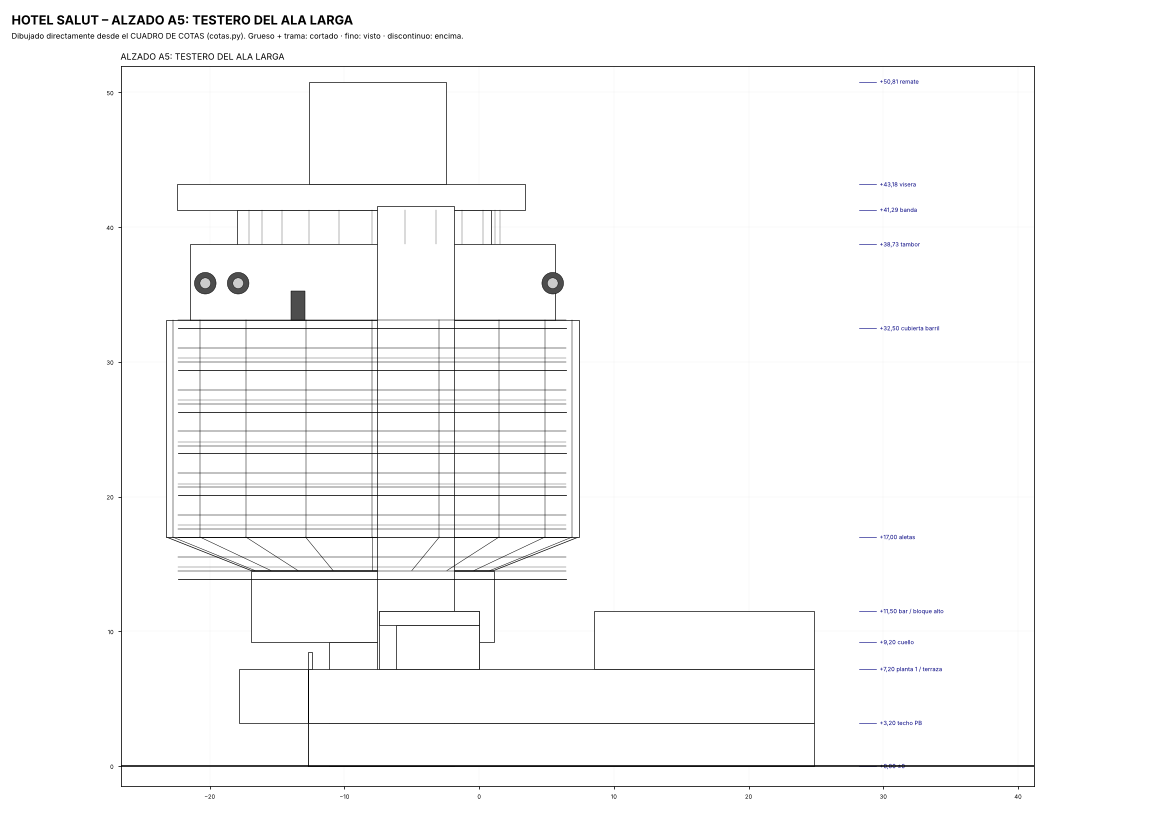 HOTEL SALUT – ALZADO A5: TESTERO DEL ALA LARGA
Dibujado directamente desde el CUADRO DE COTAS (cotas.py). Grueso + trama: cortado · fino: visto · discontinuo: encima.
ALZADO A5: TESTERO DEL ALA LARGA
+50,81 remate
50
+43,18 visera
+41,29 banda
40
+38,73 tambor
+32,50 cubierta barril
30
20
+17,00 aletas
+11,50 bar / bloque alto
10
+9,20 cuello
+7,20 planta 1 / terraza
+3,20 techo PB
0
−20 −10 0 10 20 30 40